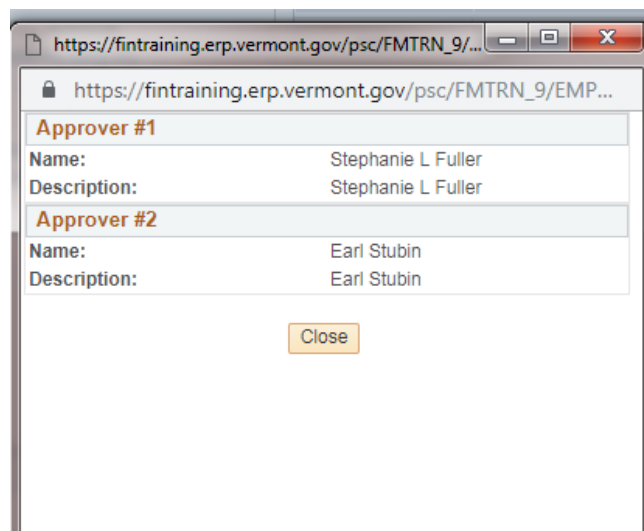 https://fintraining.erp.vermont.gov/psc/FMTRN_9/...
https://fintraining.erp.vermont.gov/psc/FMTRN_9/EMP...
Approver #1
Name: Stephanie L Fuller
Description: Stephanie L Fuller
Approver #2
Name: Earl Stubin
Description: Earl Stubin
Close